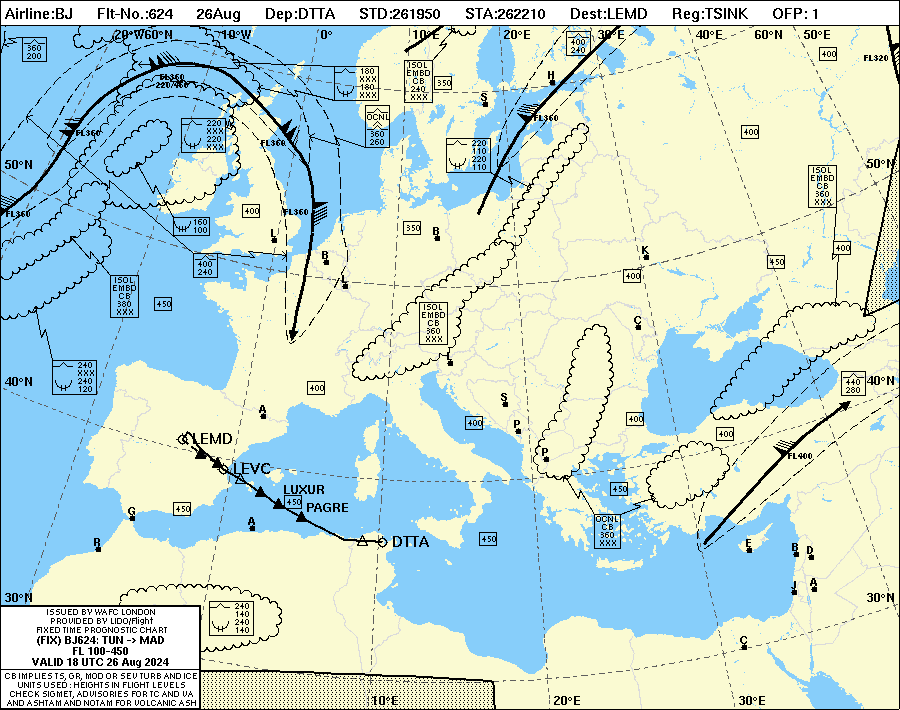 Airline:BJ Flt-No.:624 26Aug Dep:DTTA STD:261950 STA:262210 Dest:LEMD Reg:TSINK OFP: 1
20°W60°N 10°W 0° 10°E 20°E 30°E 40°E 60°N 50°E
360
200
FL360
220/460
180
XXX
180
XXX
ISOL
EMBD
CB
240
XXX
350
400
240
400
FL320
H
S
FL360
FL360
220
XXX
220
XXX
OCNL
360
260
FL360
220
110
220
110
400
50°N
50°N
ISOL
EMBD
CB
360
XXX
FL360
FL360
400
160
100
L
350
B
B
L
400
240
K
400
450
400
ISOL
EMBD
CB
380
XXX
450
ISOL
EMBD
CB
360
XXX
C
L
240
XXX
240
120
40°N
400
40°N
440
280
A
S
P
P
400
400
400
LEMD
LEVC
LUXUR
450
PAGRE
DTTA
FL400
450
G
450
A
R
450
OCNL
CB
360
XXX
E
B
D
J
A
C
30°N
30°N
240
140
240
140
ISSUED BY WAFC LONDON
PROVIDED BY LIDO/Flight
FIXED TIME PROGNOSTIC CHART
(FIX) BJ624: TUN -> MAD
FL 100-450
VALID 18 UTC 26 Aug 2024
CB IMPLIES TS, GR, MOD OR SEV TURB AND ICE
UNITS USED : HEIGHTS IN FLIGHT LEVELS
CHECK SIGMET, ADVISORIES FOR TC AND VA
AND ASHTAM AND NOTAM FOR VOLCANIC ASH
10°E 20°E 30°E